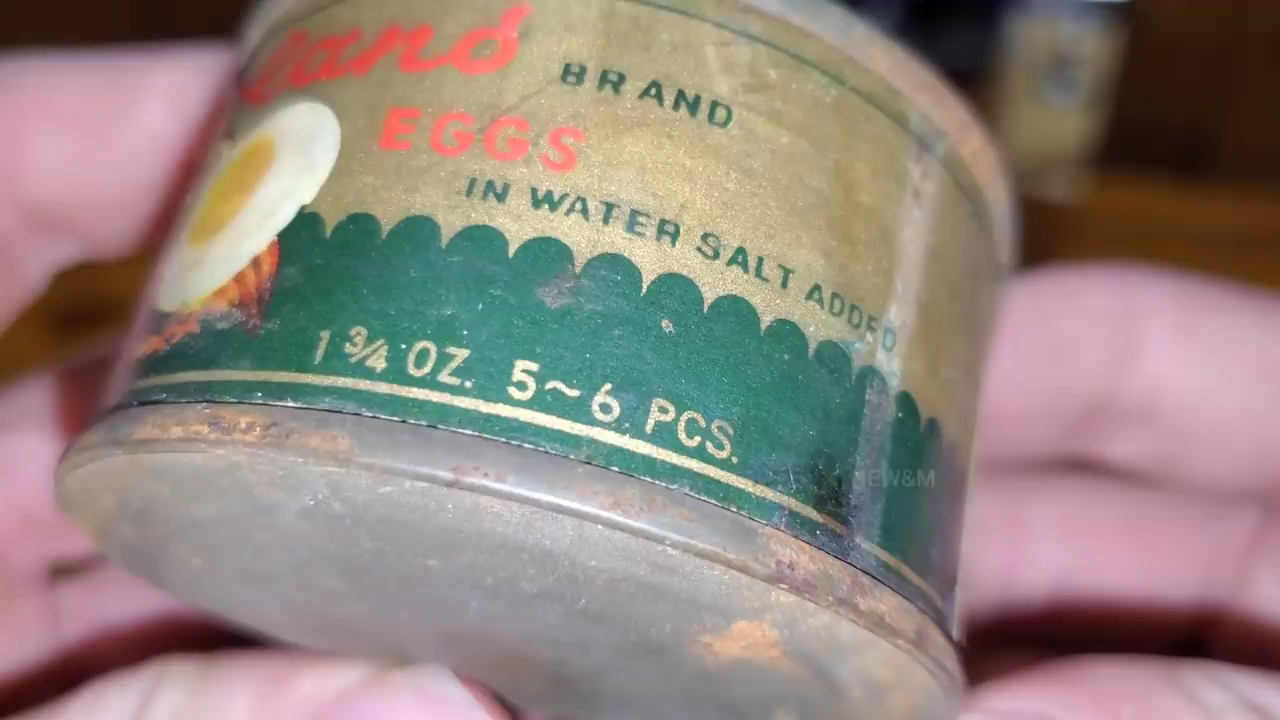 BRAND
EGGS
IN WATER SALT ADDED
1 3/4 OZ. 5~6 PCS.